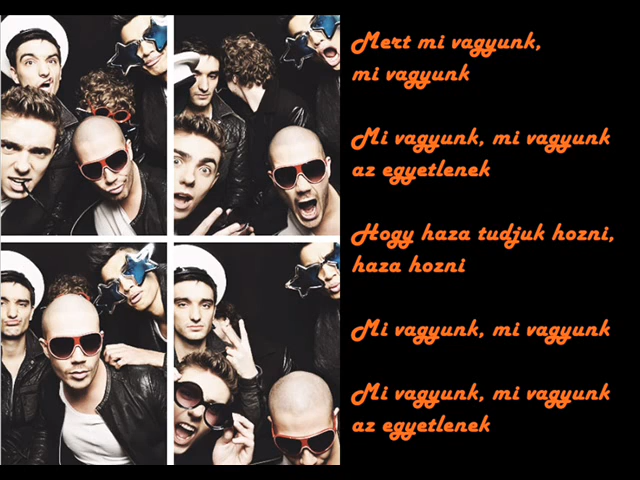 Mert mi vagyunk,
mi vagyunk
Mi vagyunk, mi vagyunk
az egyetlenek
Hogy haza tudjuk hozni,
haza hozni
Mi vagyunk, mi vagyunk
Mi vagyunk, mi vagyunk
az egyetlenek